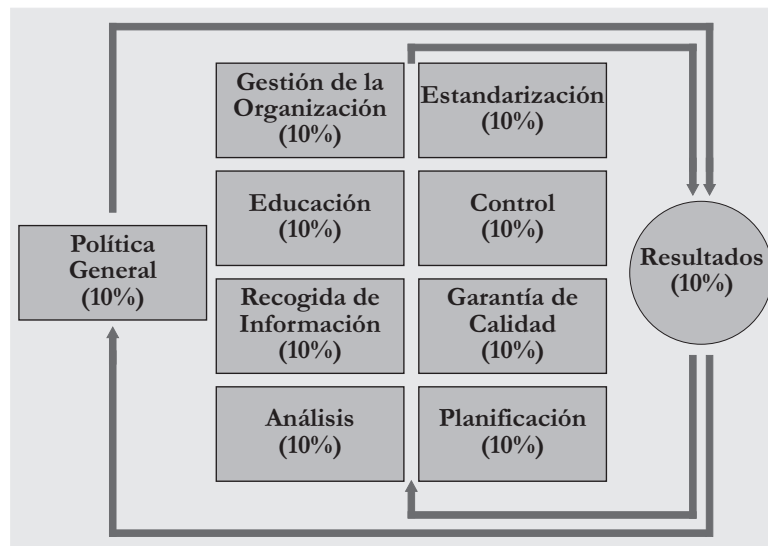 Política
General
(10%)
Gestión de la
Organización
(10%)
Estandarización
(10%)
Educación
(10%)
Control
(10%)
Recogida de
Información
(10%)
Garantía de
Calidad
(10%)
Análisis
(10%)
Planificación
(10%)
Resultados
(10%)